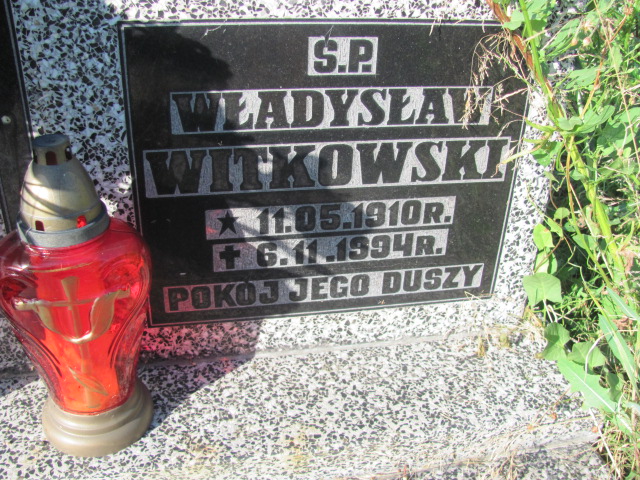 Ś.P.
WŁADYSŁAW
WITKOWSKI
★ 11.05.1910R.
✝ 6.11.1994R.
POKÓJ JEGO DUSZY